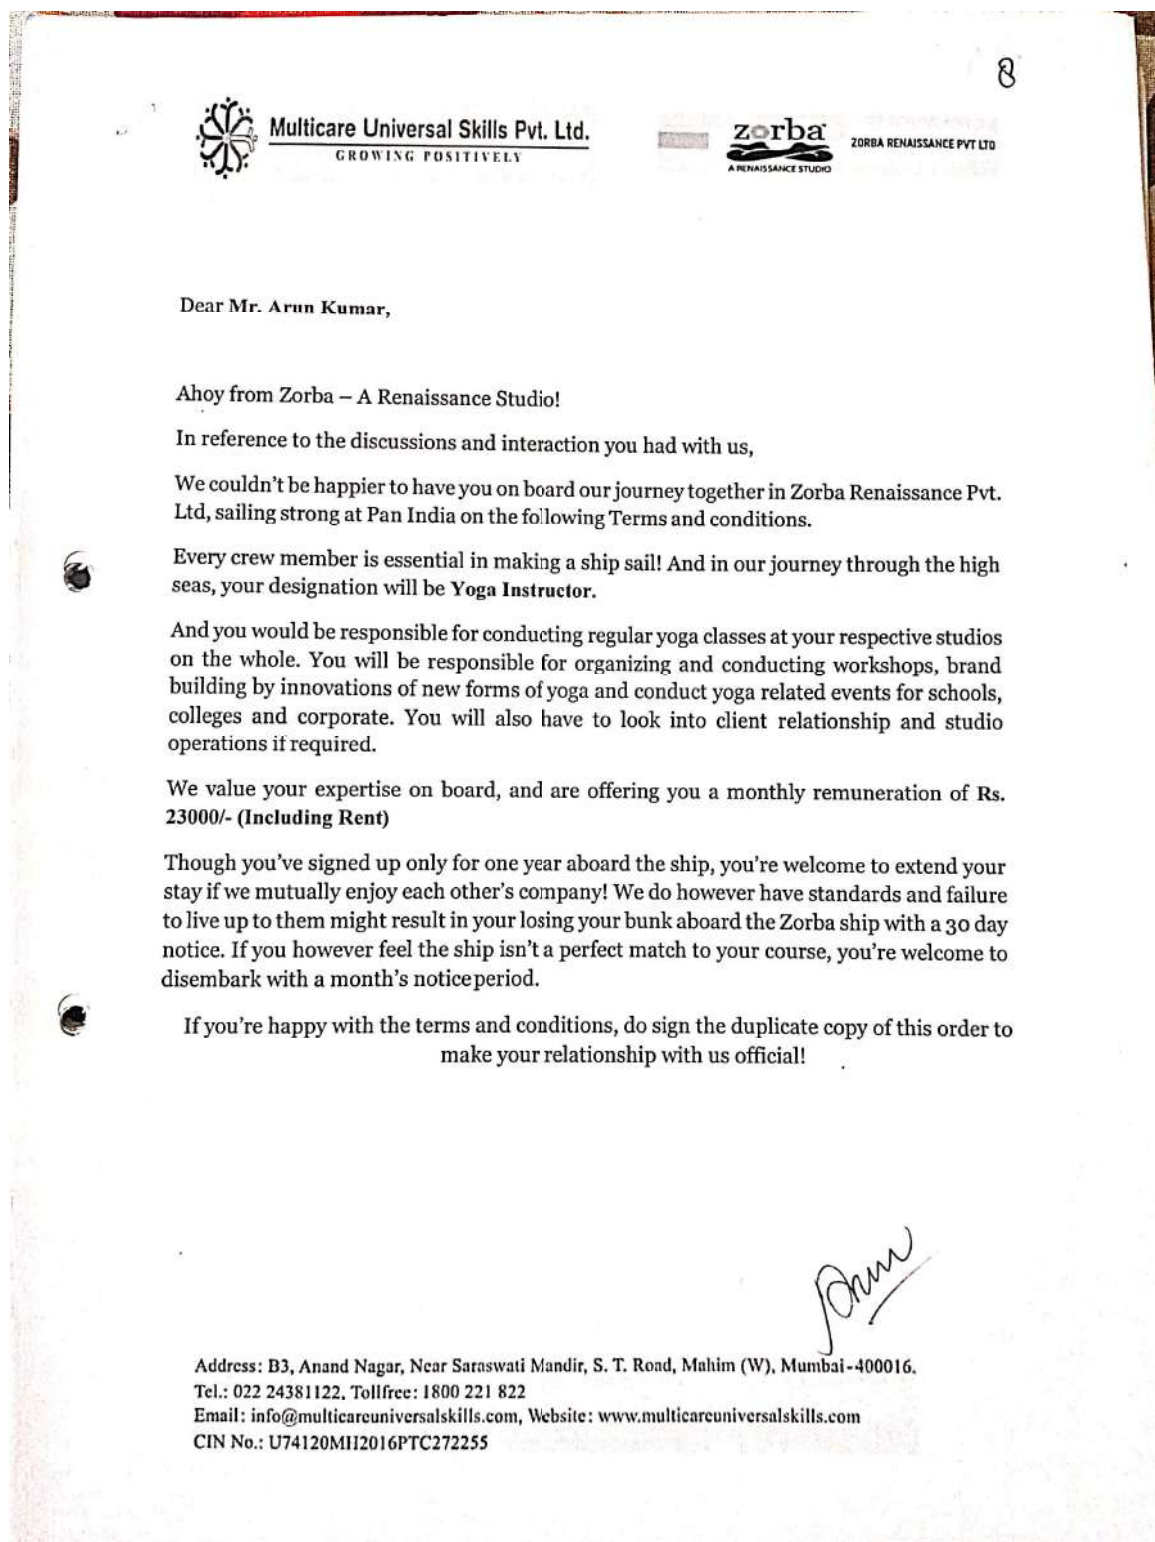 8
Multicare Universal Skills Pvt. Ltd.
GROWING POSITIVELY
zorba
A RENAISSANCE STUDIO
ZORBA RENAISSANCE PVT LTD
Dear Mr. Arun Kumar,
Ahoy from Zorba – A Renaissance Studio!
In reference to the discussions and interaction you had with us,
We couldn't be happier to have you on board our journey together in Zorba Renaissance Pvt.
Ltd, sailing strong at Pan India on the following Terms and conditions.
Every crew member is essential in making a ship sail! And in our journey through the high
seas, your designation will be Yoga Instructor.
And you would be responsible for conducting regular yoga classes at your respective studios
on the whole. You will be responsible for organizing and conducting workshops, brand
building by innovations of new forms of yoga and conduct yoga related events for schools,
colleges and corporate. You will also have to look into client relationship and studio
operations if required.
We value your expertise on board, and are offering you a monthly remuneration of Rs.
23000/- (Including Rent)
Though you've signed up only for one year aboard the ship, you're welcome to extend your
stay if we mutually enjoy each other's company! We do however have standards and failure
to live up to them might result in your losing your bunk aboard the Zorba ship with a 30 day
notice. If you however feel the ship isn't a perfect match to your course, you're welcome to
disembark with a month's notice period.
If you're happy with the terms and conditions, do sign the duplicate copy of this order to
make your relationship with us official!
Arun
Address: B3, Anand Nagar, Near Saraswati Mandir, S. T. Road, Mahim (W), Mumbai-400016.
Tel.: 022 24381122, Tollfree: 1800 221 822
Email: info@multicareuniversalskills.com, Website: www.multicareuniversalskills.com
CIN No.: U74120MH2016PTC272255